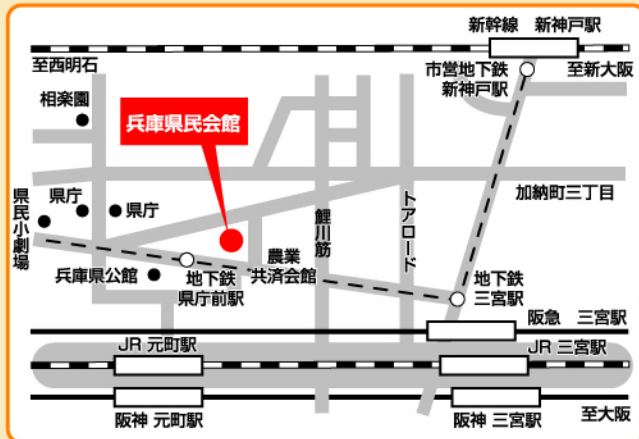 新幹線 新神戸駅
至西明石
市営地下鉄
新神戸駅
至新大阪
相楽園
兵庫県民会館
加納町三丁目
県庁
県庁
県民小劇場
鯉川筋
トアロード
兵庫県公館
地下鉄
県庁前駅
農業
共済会館
地下鉄
三宮駅
阪急 三宮駅
JR 元町駅
JR 三宮駅
阪神 元町駅
阪神 三宮駅
至大阪